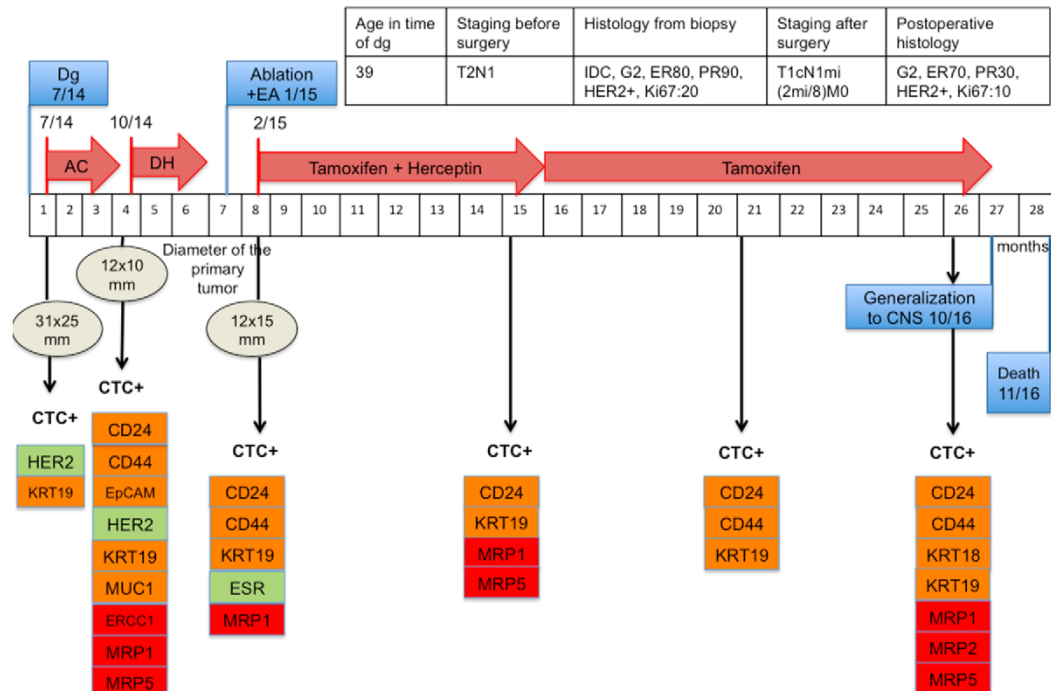 Age in time of dg
Staging before surgery
Histology from biopsy
Staging after surgery
Postoperative histology
39
T2N1
IDC, G2, ER80, PR90, HER2+, Ki67:20
T1cN1mi (2mi/8)M0
G2, ER70, PR30, HER2+, Ki67:10
Dg
7/14
Ablation
+EA 1/15
7/14
10/14
2/15
AC
DH
Tamoxifen + Herceptin
Tamoxifen
1 2 3 4 5 6 7 8 9 10 11 12 13 14 15 16 17 18 19 20 21 22 23 24 25 26 27 28
months
Diameter of the
primary
tumor
31x25
mm
12x10
mm
12x15
mm
Generalization
to CNS 10/16
Death
11/16
CTC+
HER2
KRT19
CTC+
CD24
CD44
EpCAM
HER2
KRT19
MUC1
ERCC1
MRP1
MRP5
CTC+
CD24
CD44
KRT19
ESR
MRP1
CTC+
CD24
KRT19
MRP1
MRP5
CTC+
CD24
CD44
KRT19
CTC+
CD24
CD44
KRT18
KRT19
MRP1
MRP2
MRP5